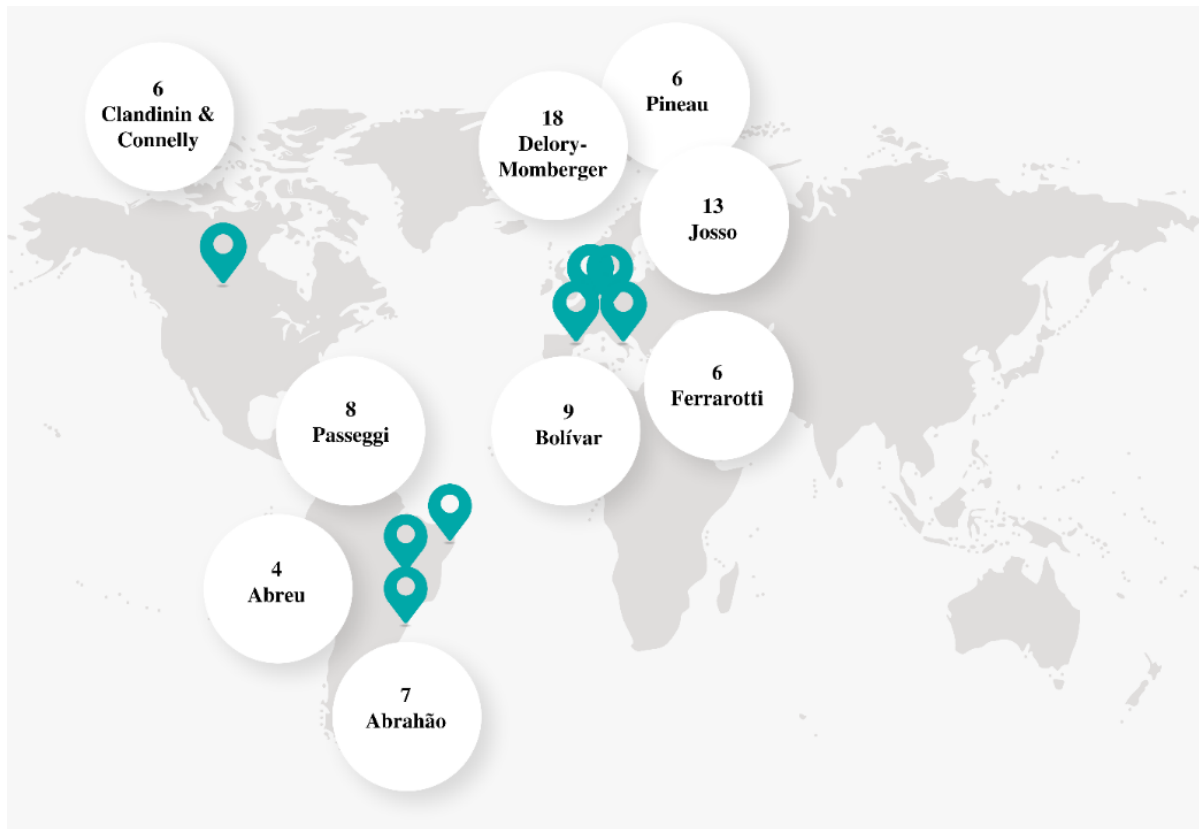 6
Clandinin &
Connelly
6
Pineau
18
Delory-
Momberger
13
Josso
6
Ferrarotti
8
Passeggi
9
Bolívar
4
Abreu
7
Abrahão